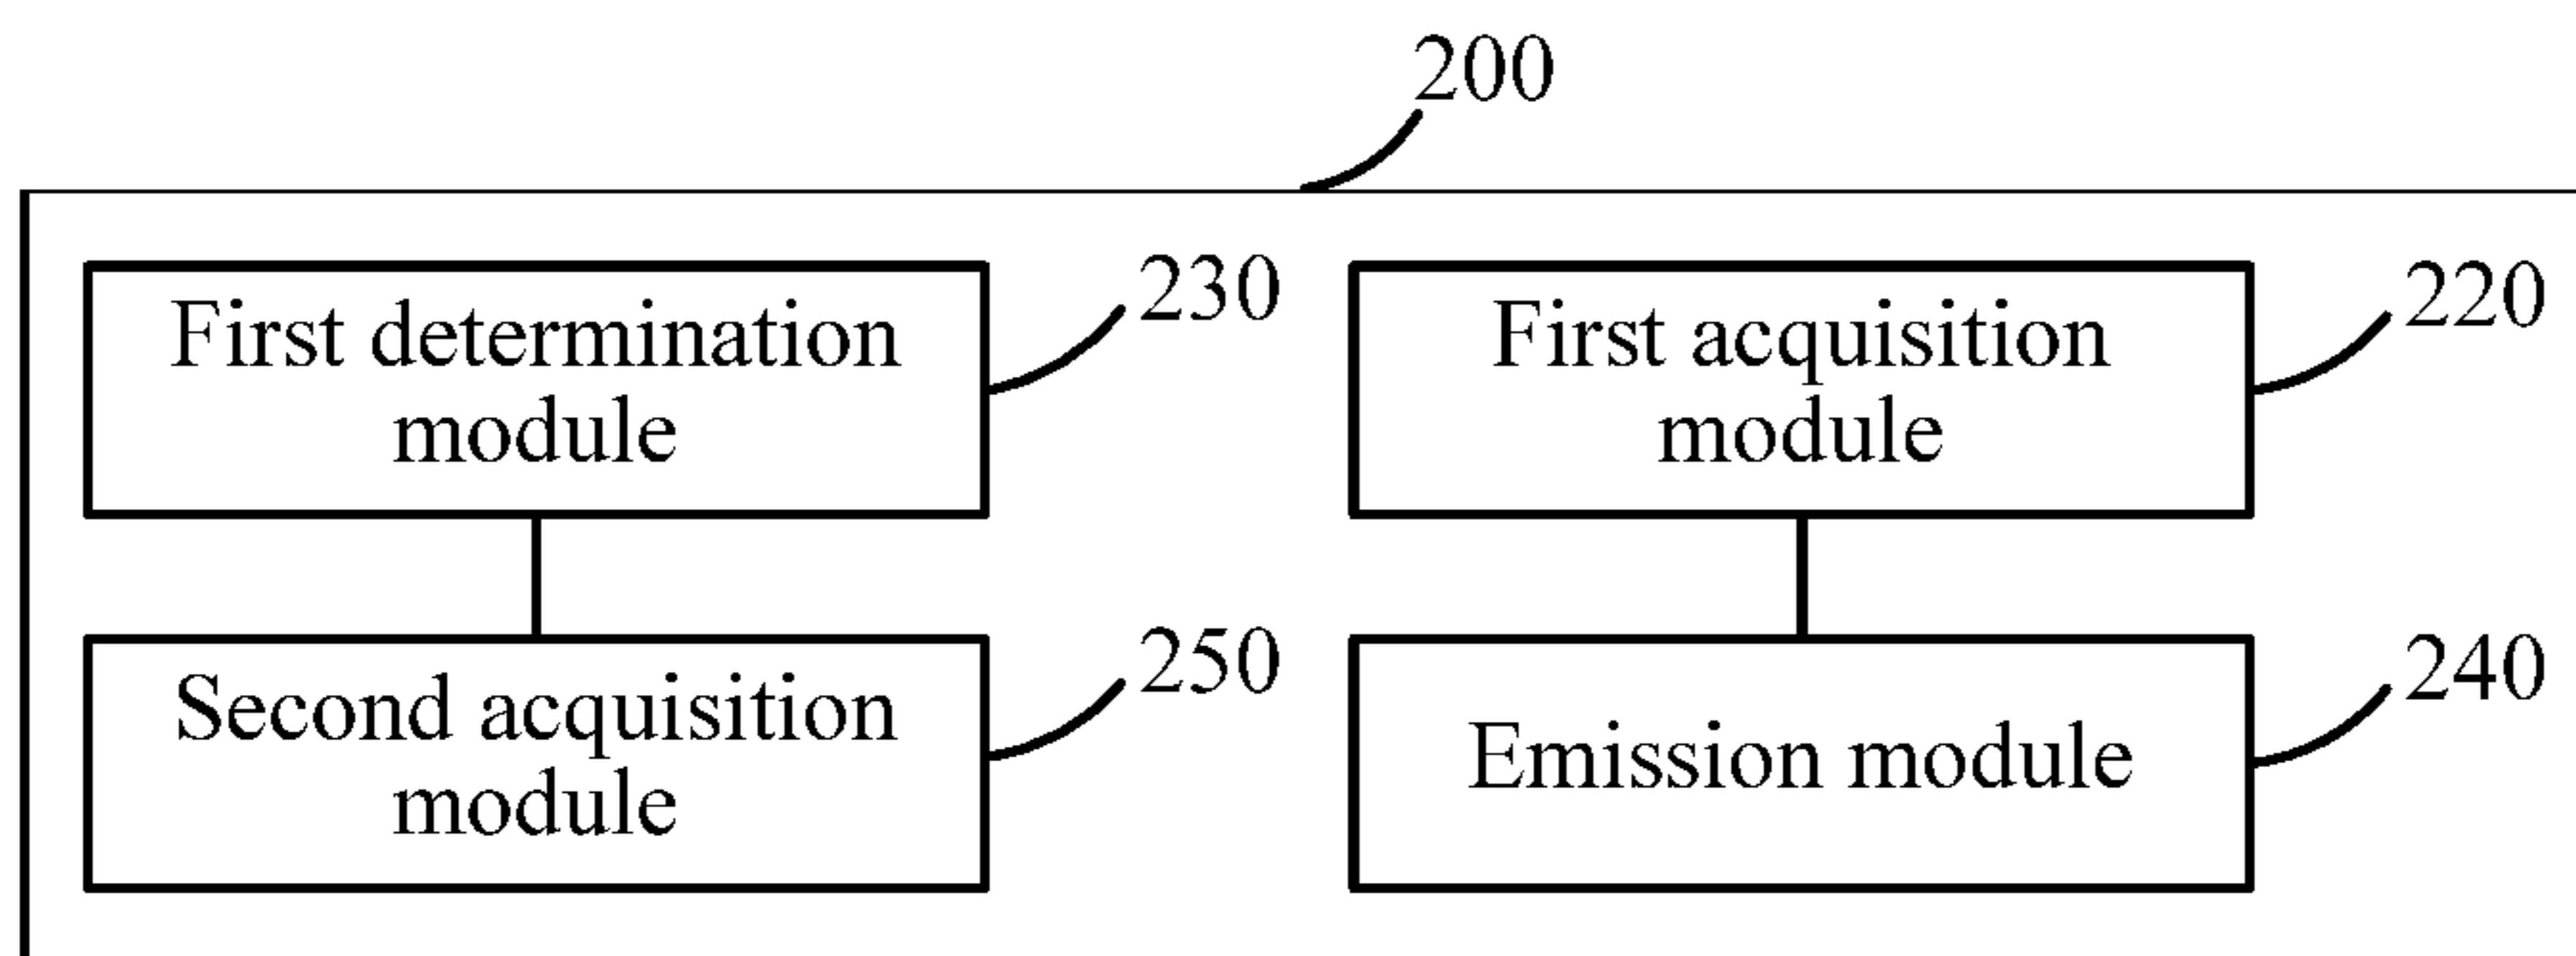 200
First determination
module
230
First acquisition
module
220
Second acquisition
module
250
Emission module
240